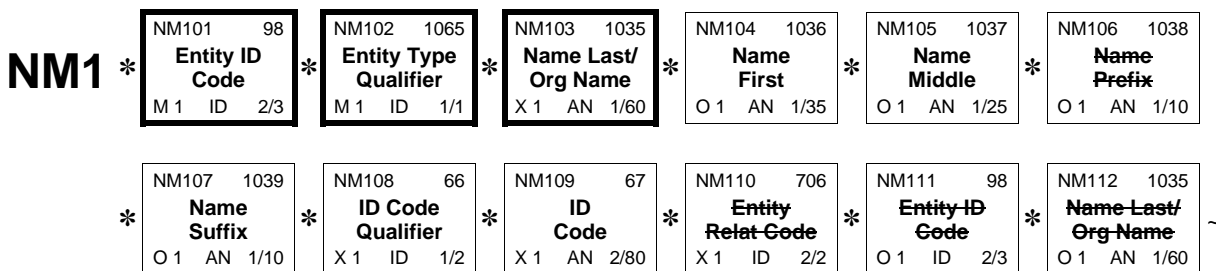 NM101 98 NM102 1065 NM103 1035 NM104 1036 NM105 1037 NM106 1038
NM1 * Entity ID * Entity Type * Name Last/ * Name * Name * Name
Code Qualifier Org Name First Middle Prefix
M 1 ID 2/3 M 1 ID 1/1 X 1 AN 1/60 O 1 AN 1/35 O 1 AN 1/25 O 1 AN 1/10
NM107 1039 NM108 66 NM109 67 NM110 706 NM111 98 NM112 1035
* Name * ID Code * ID * Entity * Entity ID * Name Last/ ~
Suffix Qualifier Code Relat Code Code Org Name
O 1 AN 1/10 X 1 ID 1/2 X 1 AN 2/80 X 1 ID 2/2 O 1 ID 2/3 O 1 AN 1/60